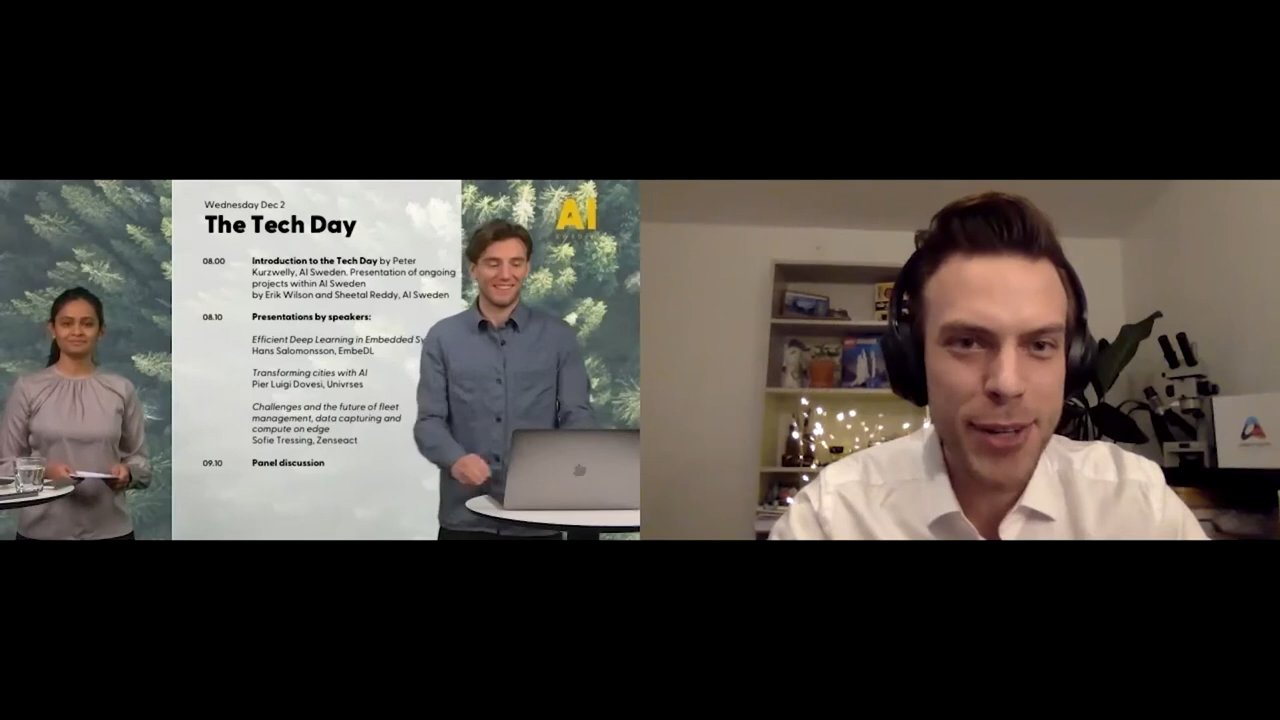 Wednesday Dec 2
The Tech Day
08.00
Introduction to the Tech Day by Peter
Kurzwelly, AI Sweden. Presentation of ongoing
projects within AI Sweden
by Erik Wilson and Sheetal Reddy, AI Sweden
08.10
Presentations by speakers:
Efficient Deep Learning in Embedded
Hans Salomonsson, EmbeDL
Transforming cities with AI
Pier Luigi Dovesi, Univrses
Challenges and the future of fleet
management, data capturing and
compute on edge
Sofie Tressing, Zenseact
09.10
Panel discussion
AI